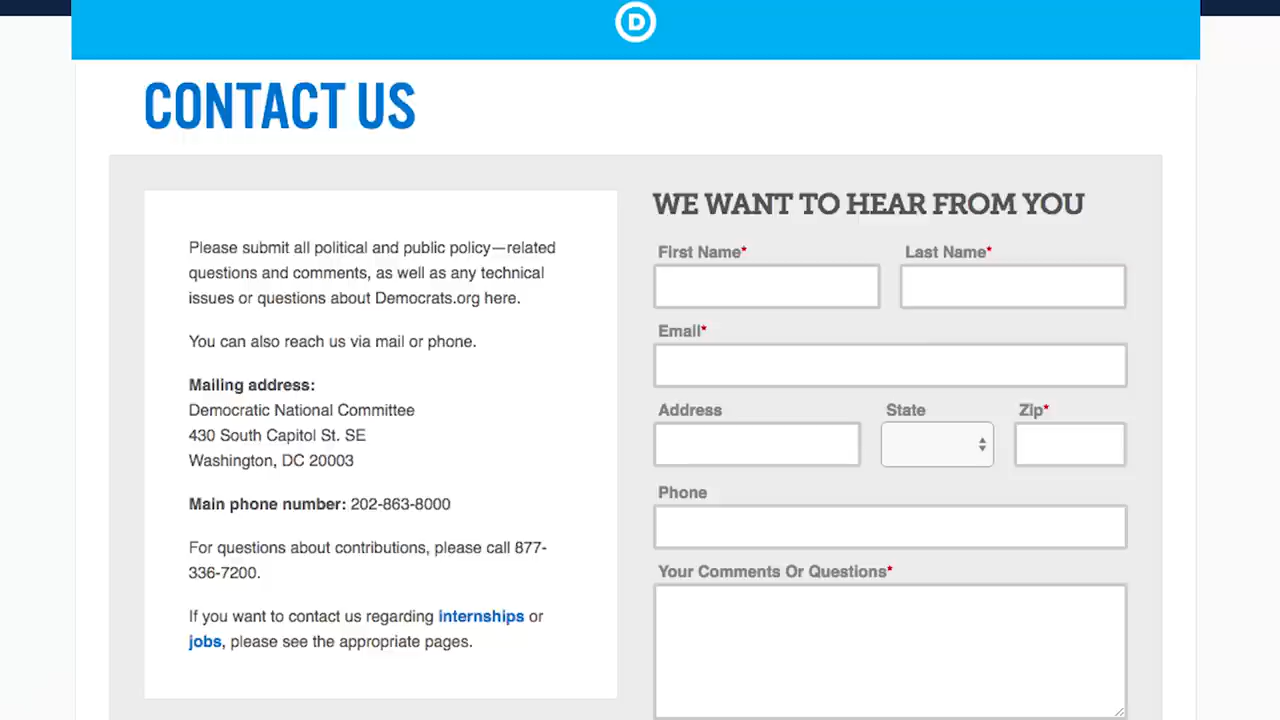 D
CONTACT US
Please submit all political and public policy—related
questions and comments, as well as any technical
issues or questions about Democrats.org here.
You can also reach us via mail or phone.
Mailing address:
Democratic National Committee
430 South Capitol St. SE
Washington, DC 20003
Main phone number: 202-863-8000
For questions about contributions, please call 877-
336-7200.
If you want to contact us regarding internships or
jobs, please see the appropriate pages.
WE WANT TO HEAR FROM YOU
First Name* Last Name*
Email*
Address State Zip*
Phone
Your Comments Or Questions*